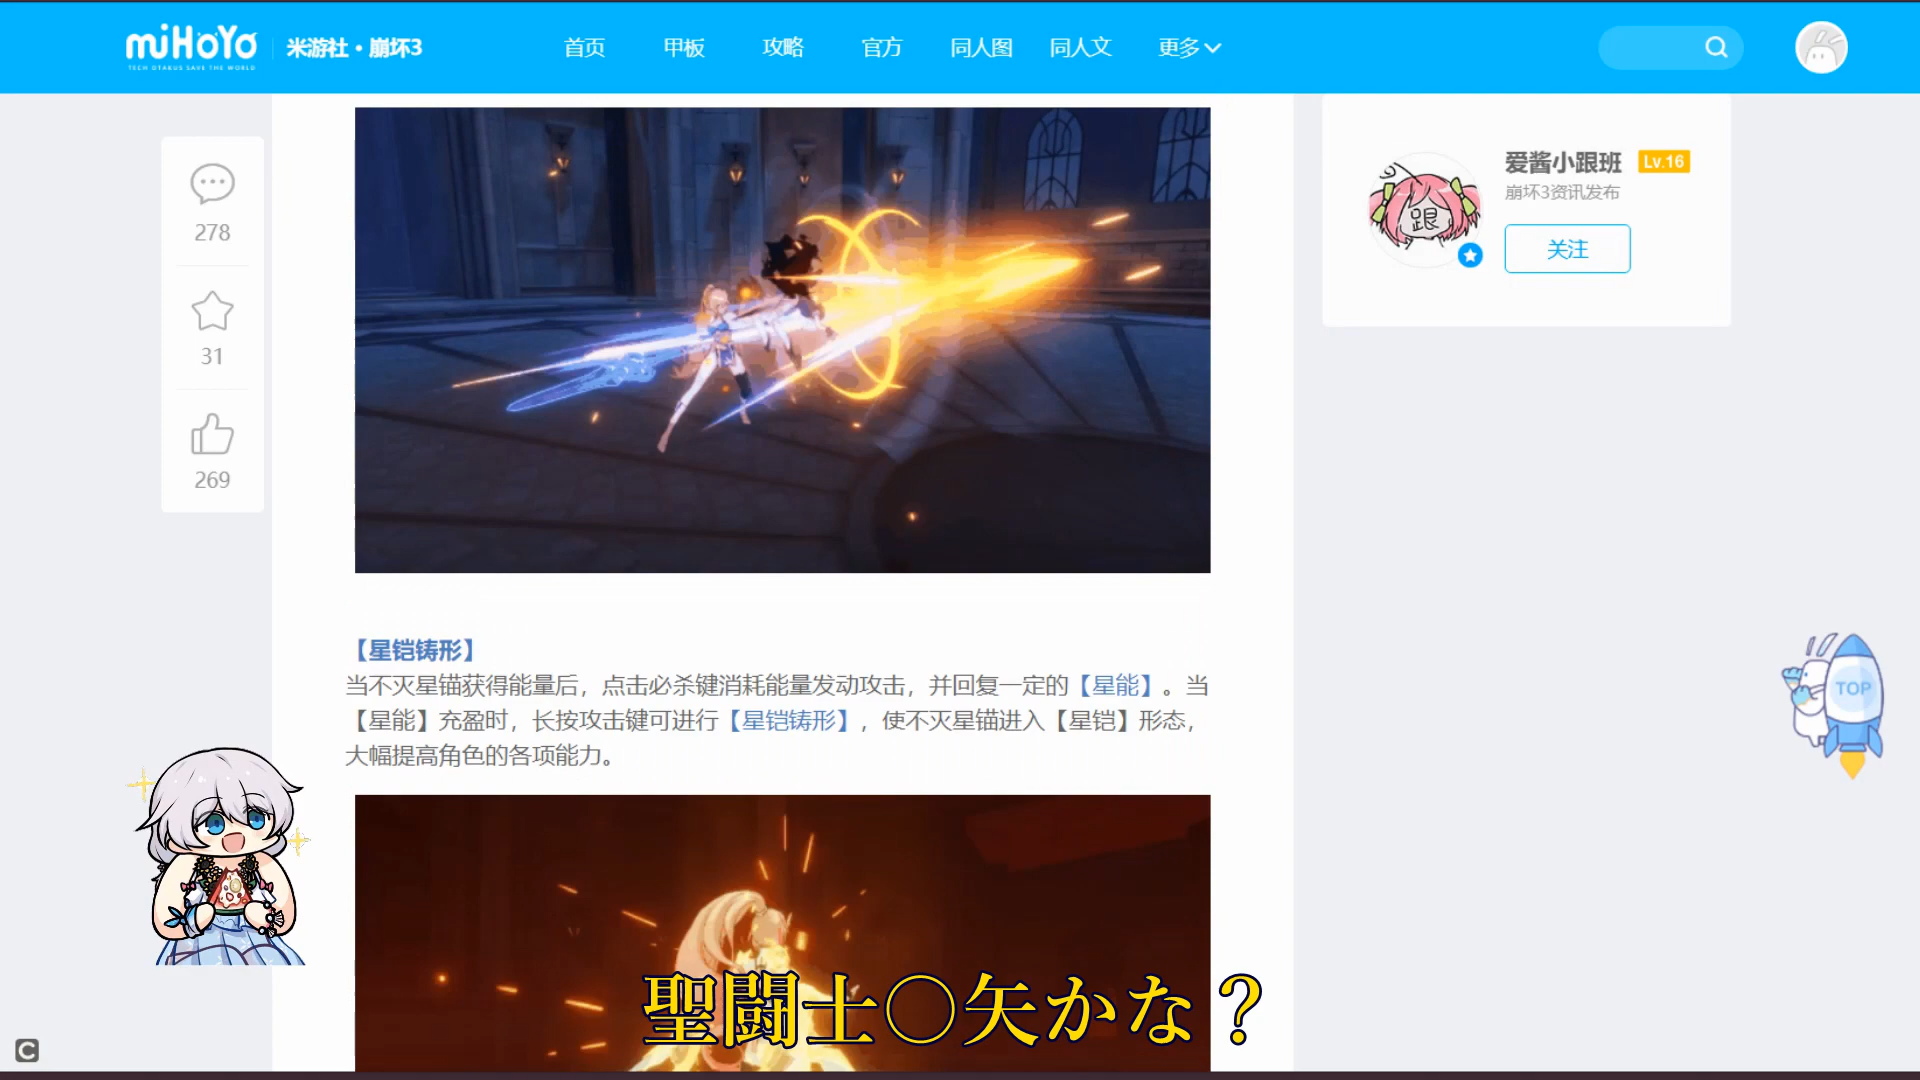 miHoYo
TECH OTAKUS SAVE THE WORLD
米游社・崩坏3
首页
甲板
攻略
官方
同人图
同人文
更多
278
31
269
爱酱小跟班
Lv.16
崩坏3资讯发布
跟
关注
【星铠铸形】
当不灭星锚获得能量后，点击必杀键消耗能量发动攻击，并回复一定的【星能】。当
【星能】充盈时，长按攻击键可进行【星铠铸形】，使不灭星锚进入【星铠】形态，
大幅提高角色的各项能力。
TOP
聖闘士○矢かな？
C